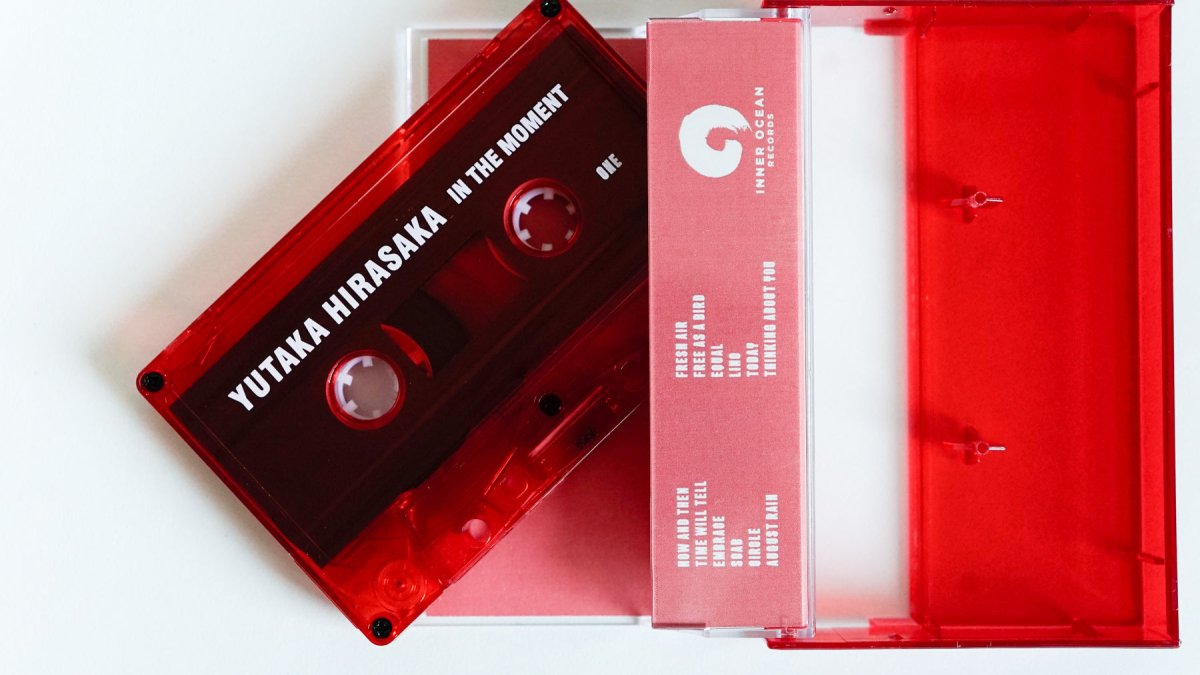 YUTAKA HIRASAKA IN THE MOMENT
ONE
INNER OCEAN
RECORDS
NOW AND THEN
TIME WILL TELL
EMBRACE
SOAD
CIRCLE
AUGUST RAIN
FRESH AIR
FREE AS A BIRD
EQUAL
LINO
TODAY
THINKING ABOUT YOU